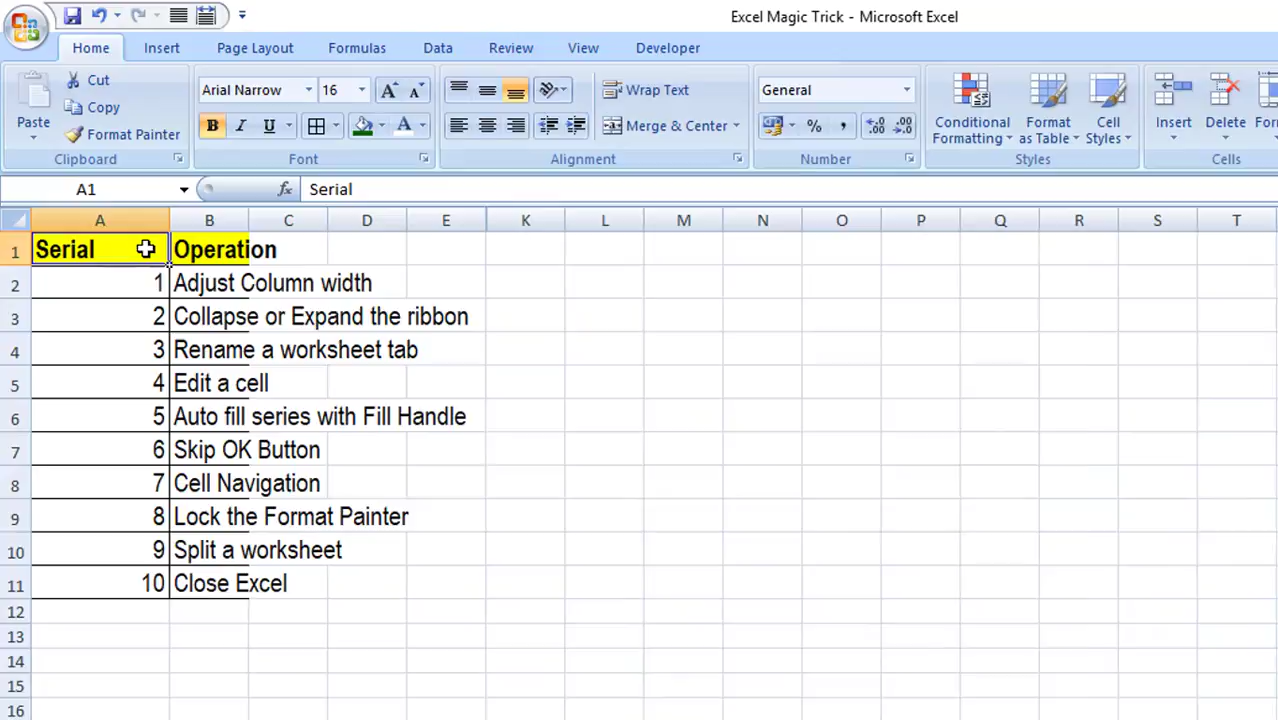 Excel Magic Trick - Microsoft Excel
Home Insert Page Layout Formulas Data Review View Developer
Paste
Cut
Copy
Format Painter
Clipboard
Arial Narrow 16
B I U
Font
Wrap Text
Merge & Center
Alignment
General
%
Number
Conditional Formatting
Format as Table
Cell Styles
Styles
Insert
Delete
Cells
A1 fx Serial
A B C D E K L M N O P Q R S T
1 Serial Operation
2 1 Adjust Column width
3 2 Collapse or Expand the ribbon
4 3 Rename a worksheet tab
5 4 Edit a cell
6 5 Auto fill series with Fill Handle
7 6 Skip OK Button
8 7 Cell Navigation
9 8 Lock the Format Painter
10 9 Split a worksheet
11 10 Close Excel
12
13
14
15
16